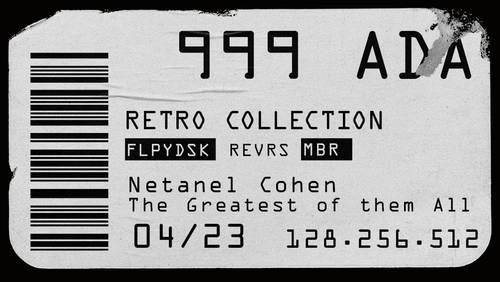 999 ADA
RETRO COLLECTION
FLPYDSK REVRS MBR
Netanel Cohen
The Greatest of them All
04/23 128.256.512